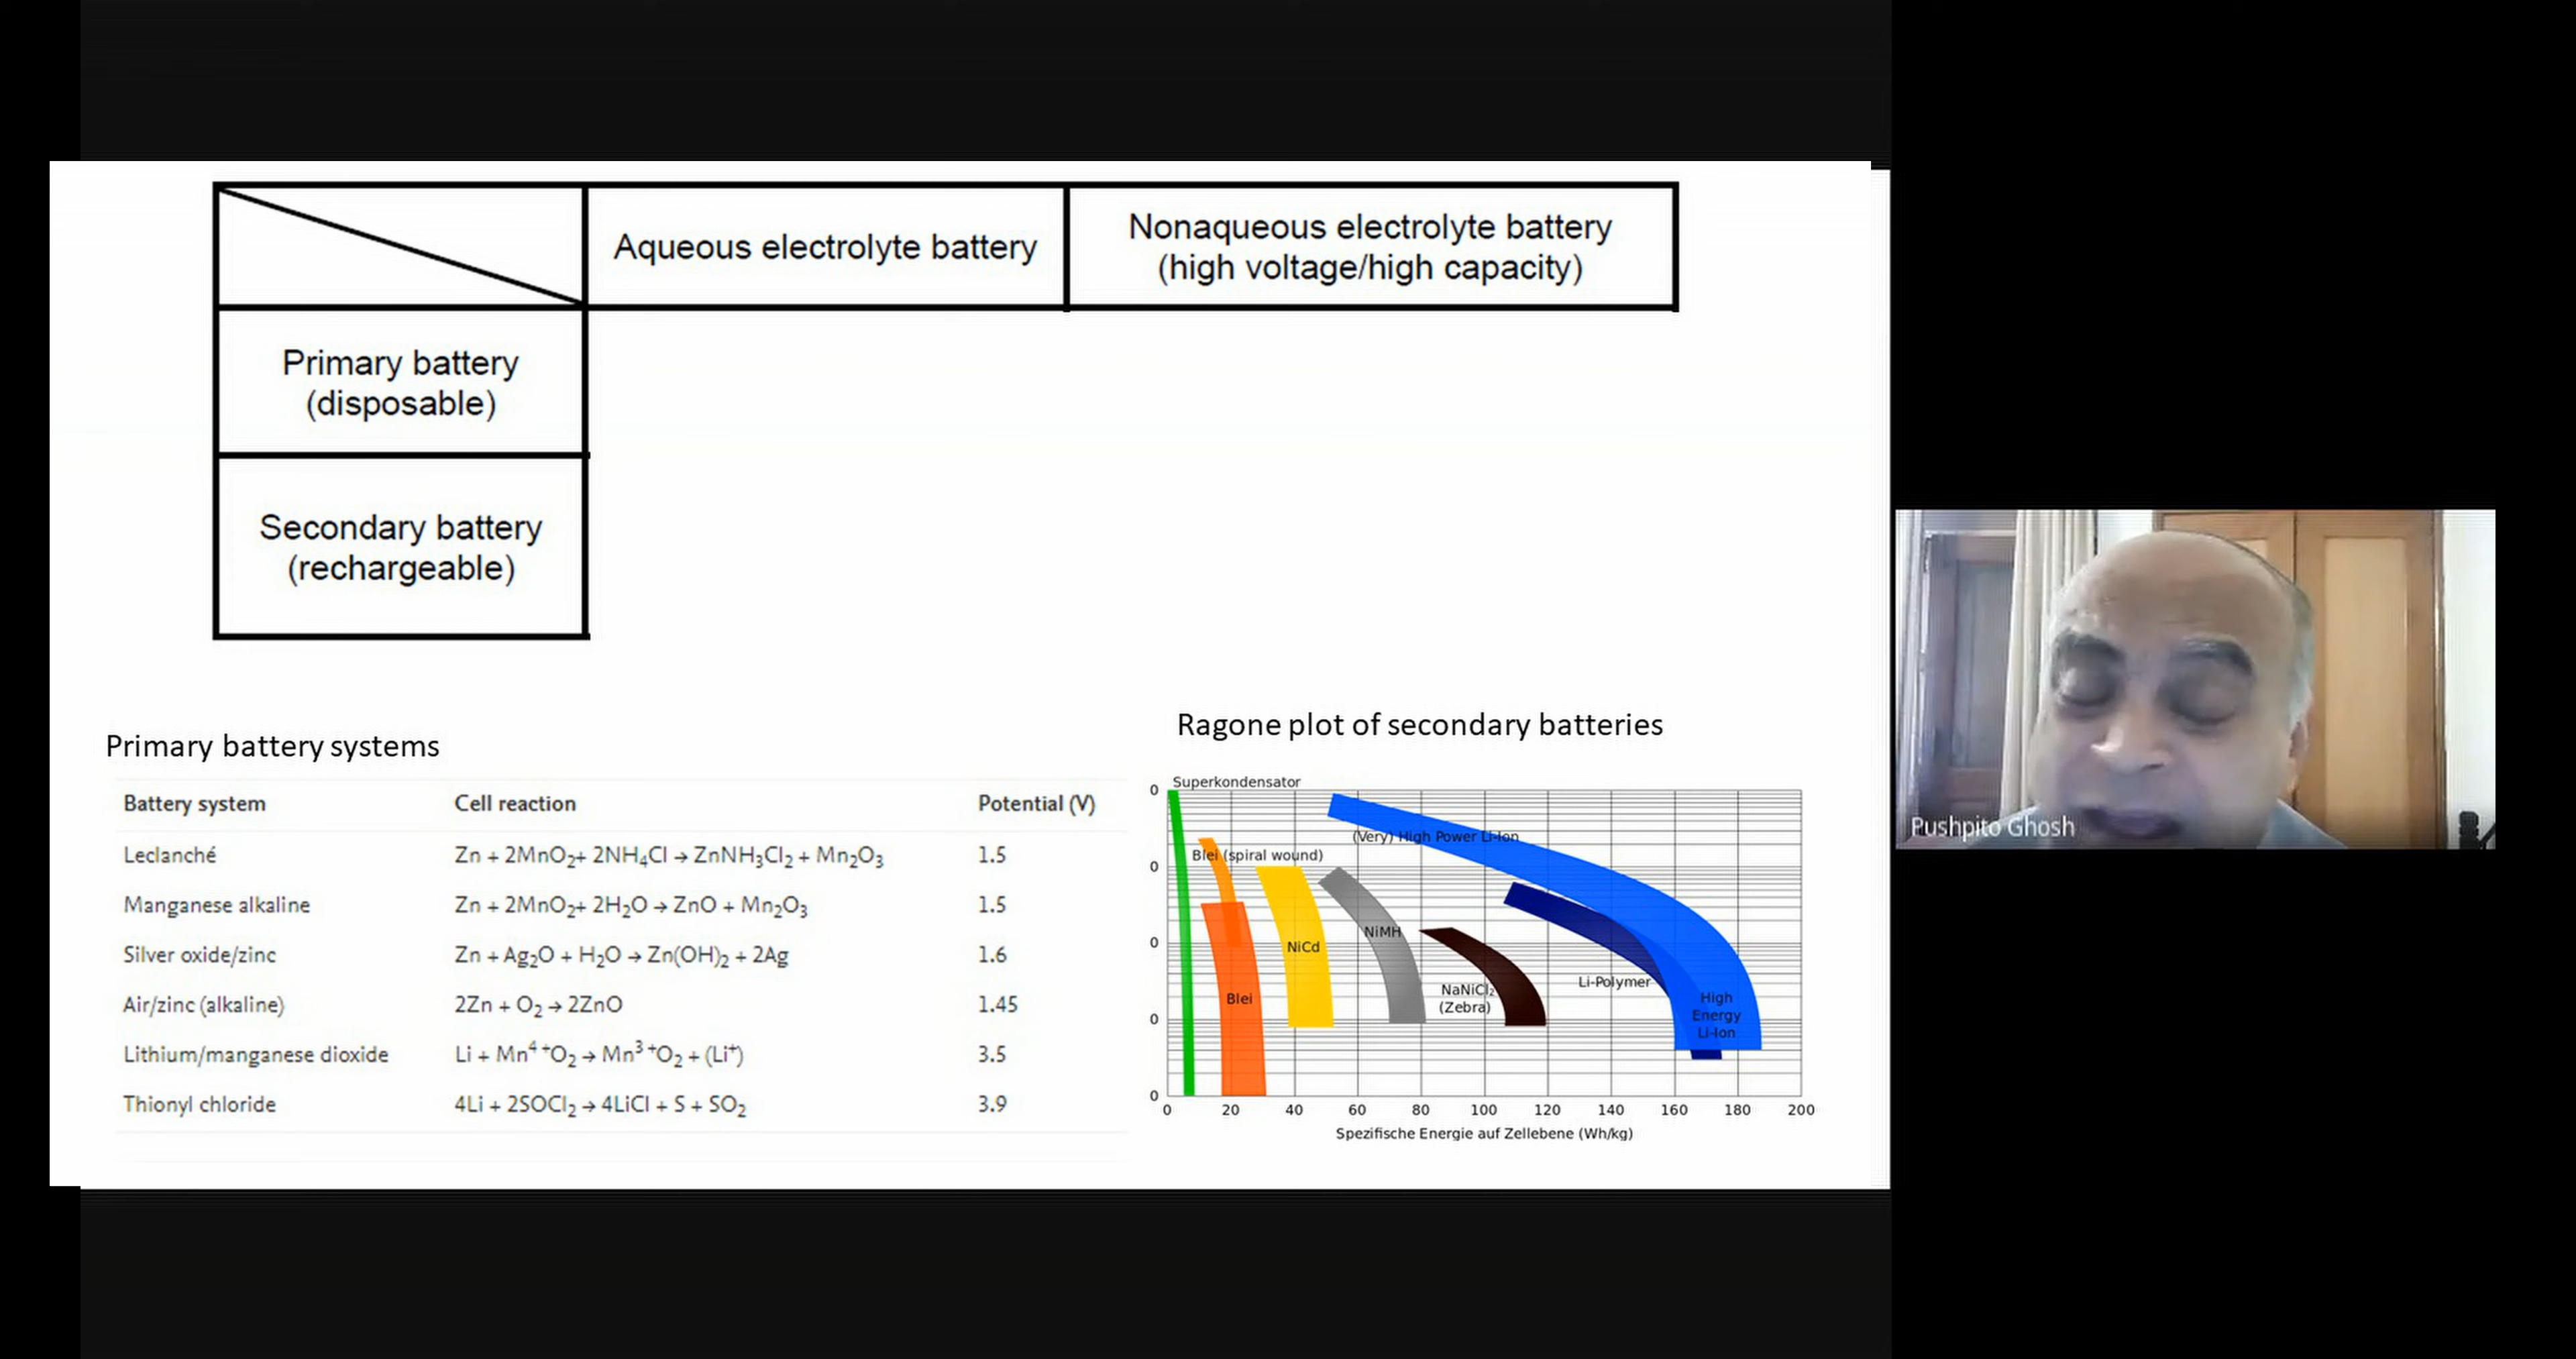 Aqueous electrolyte battery
Nonaqueous electrolyte battery
(high voltage/high capacity)
Primary battery
(disposable)
Secondary battery
(rechargeable)
Primary battery systems
Battery system Cell reaction Potential (V)
Leclanché Zn + 2MnO₂+ 2NH₄Cl → ZnNH₃Cl₂ + Mn₂O₃ 1.5
Manganese alkaline Zn + 2MnO₂+ 2H₂O → ZnO + Mn₂O₃ 1.5
Silver oxide/zinc Zn + Ag₂O + H₂O → Zn(OH)₂ + 2Ag 1.6
Air/zinc (alkaline) 2Zn + O₂ → 2ZnO 1.45
Lithium/manganese dioxide Li + Mn⁴⁺O₂ → Mn³⁺O₂ + (Li⁺) 3.5
Thionyl chloride 4Li + 2SOCl₂ → 4LiCl + S + SO₂ 3.9
Ragone plot of secondary batteries
Superkondensator
0
(Very) High Power Li-Ion
Blei (spiral wound)
0
NiMH
0
NiCd
Li-Polymer
NaNiCl₂
(Zebra)
Blei
High
Energy
Li-Ion
0
0
0 20 40 60 80 100 120 140 160 180 200
Spezifische Energie auf Zellebene (Wh/kg)
Pushpito Ghosh